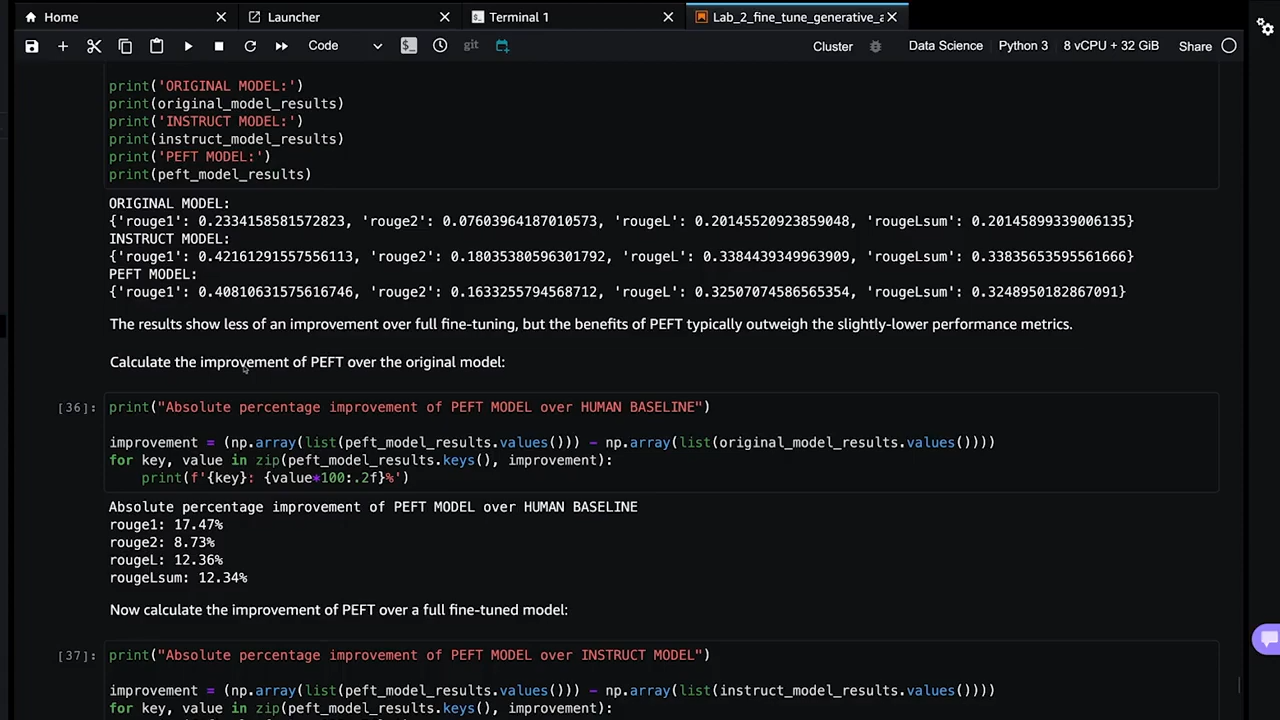 Home
Launcher
Terminal 1
Lab_2_fine_tune_generative_a
Code
git
Cluster
Data Science
Python 3
8 vCPU + 32 GiB
Share
print('ORIGINAL MODEL:')
print(original_model_results)
print('INSTRUCT MODEL:')
print(instruct_model_results)
print('PEFT MODEL:')
print(peft_model_results)
ORIGINAL MODEL:
{'rouge1': 0.2334158581572823, 'rouge2': 0.07603964187010573, 'rougeL': 0.20145520923859048, 'rougeLsum': 0.20145899339006135}
INSTRUCT MODEL:
{'rouge1': 0.42161291557556113, 'rouge2': 0.18035380596301792, 'rougeL': 0.3384439349963909, 'rougeLsum': 0.33835653595561666}
PEFT MODEL:
{'rouge1': 0.40810631575616746, 'rouge2': 0.1633255794568712, 'rougeL': 0.32507074586565354, 'rougeLsum': 0.3248950182867091}
The results show less of an improvement over full fine-tuning, but the benefits of PEFT typically outweigh the slightly-lower performance metrics.
Calculate the improvement of PEFT over the original model:
[36]: print("Absolute percentage improvement of PEFT MODEL over HUMAN BASELINE")
improvement = (np.array(list(peft_model_results.values())) - np.array(list(original_model_results.values())))
for key, value in zip(peft_model_results.keys(), improvement):
    print(f'{key}: {value*100:.2f}%')
Absolute percentage improvement of PEFT MODEL over HUMAN BASELINE
rouge1: 17.47%
rouge2: 8.73%
rougeL: 12.36%
rougeLsum: 12.34%
Now calculate the improvement of PEFT over a full fine-tuned model:
[37]: print("Absolute percentage improvement of PEFT MODEL over INSTRUCT MODEL")
improvement = (np.array(list(peft_model_results.values())) - np.array(list(instruct_model_results.values())))
for key, value in zip(peft_model_results.keys(), improvement):